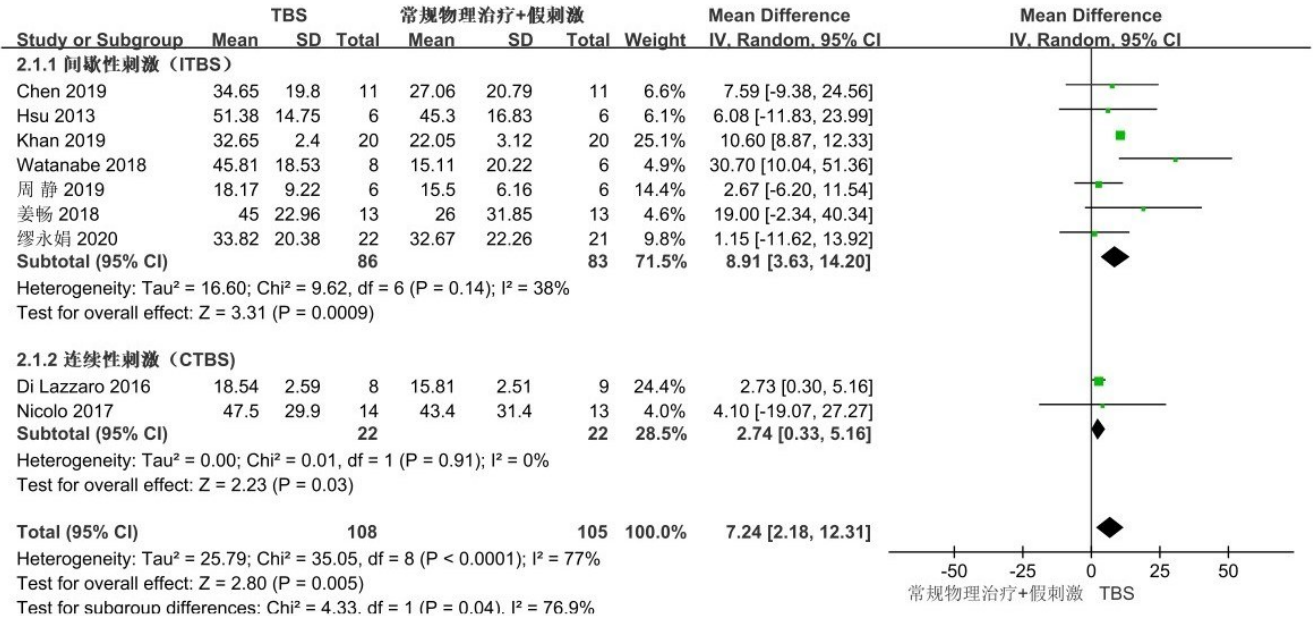 TBS 常规物理治疗+假刺激 Mean Difference Mean Difference
Study or Subgroup Mean SD Total Mean SD Total Weight IV, Random, 95% CI IV, Random, 95% CI
2.1.1 间歇性刺激（ITBS）
Chen 2019 34.65 19.8 11 27.06 20.79 11 6.6% 7.59 [-9.38, 24.56]
Hsu 2013 51.38 14.75 6 45.3 16.83 6 6.1% 6.08 [-11.83, 23.99]
Khan 2019 32.65 2.4 20 22.05 3.12 20 25.1% 10.60 [8.87, 12.33]
Watanabe 2018 45.81 18.53 8 15.11 20.22 6 4.9% 30.70 [10.04, 51.36]
周 静 2019 18.17 9.22 6 15.5 6.16 6 14.4% 2.67 [-6.20, 11.54]
姜畅 2018 45 22.96 13 26 31.85 13 4.6% 19.00 [-2.34, 40.34]
缪永娟 2020 33.82 20.38 22 32.67 22.26 21 9.8% 1.15 [-11.62, 13.92]
Subtotal (95% CI) 86 83 71.5% 8.91 [3.63, 14.20]
Heterogeneity: Tau² = 16.60; Chi² = 9.62, df = 6 (P = 0.14); I² = 38%
Test for overall effect: Z = 3.31 (P = 0.0009)
2.1.2 连续性刺激（CTBS)
Di Lazzaro 2016 18.54 2.59 8 15.81 2.51 9 24.4% 2.73 [0.30, 5.16]
Nicolo 2017 47.5 29.9 14 43.4 31.4 13 4.0% 4.10 [-19.07, 27.27]
Subtotal (95% CI) 22 22 28.5% 2.74 [0.33, 5.16]
Heterogeneity: Tau² = 0.00; Chi² = 0.01, df = 1 (P = 0.91); I² = 0%
Test for overall effect: Z = 2.23 (P = 0.03)
Total (95% CI) 108 105 100.0% 7.24 [2.18, 12.31]
Heterogeneity: Tau² = 25.79; Chi² = 35.05, df = 8 (P < 0.0001); I² = 77%
Test for overall effect: Z = 2.80 (P = 0.005)
Test for subgroup differences: Chi² = 4.33, df = 1 (P = 0.04), I² = 76.9%
-50 -25 0 25 50
常规物理治疗+假刺激 TBS